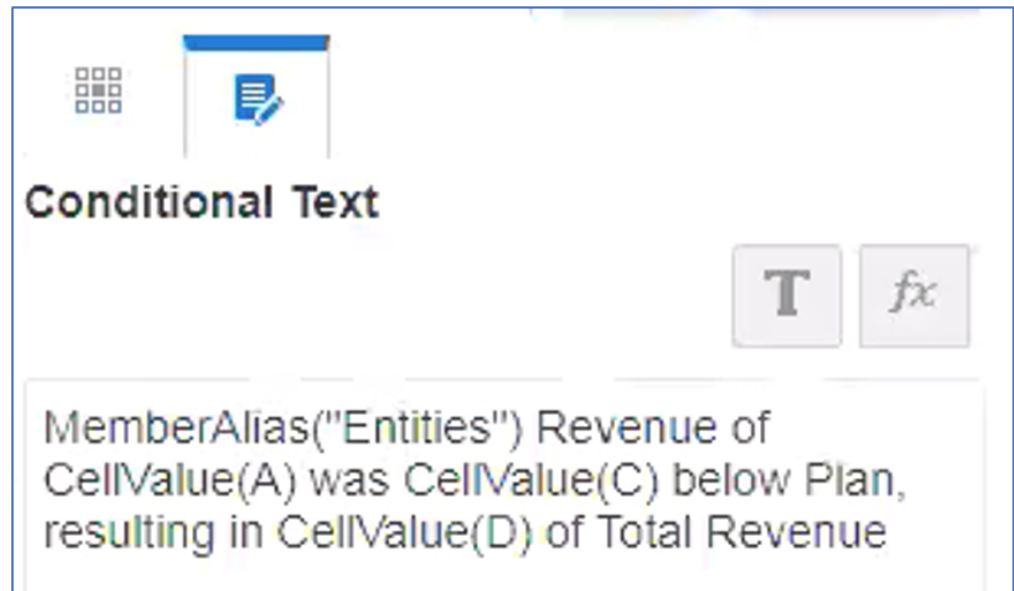 Conditional Text
T fx
MemberAlias("Entities") Revenue of
CellValue(A) was CellValue(C) below Plan,
resulting in CellValue(D) of Total Revenue